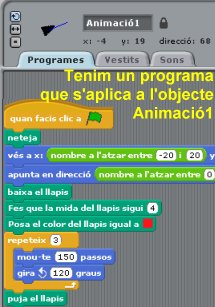 Animació1
x: -4 y: 19 direcció: 68
Programes Vestits Sons
Tenim un programa
que s'aplica a l'objecte
Animació1
quan facis clic a
neteja
vés a x: nombre a l'atzar entre -20 i 20 y
apunta en direcció nombre a l'atzar entre 0
baixa el llapis
Fes que la mida del llapis sigui 4
Posa el color del llapis igual a
repeteix 3
mou-te 150 passos
gira 120 graus
puja el llapis